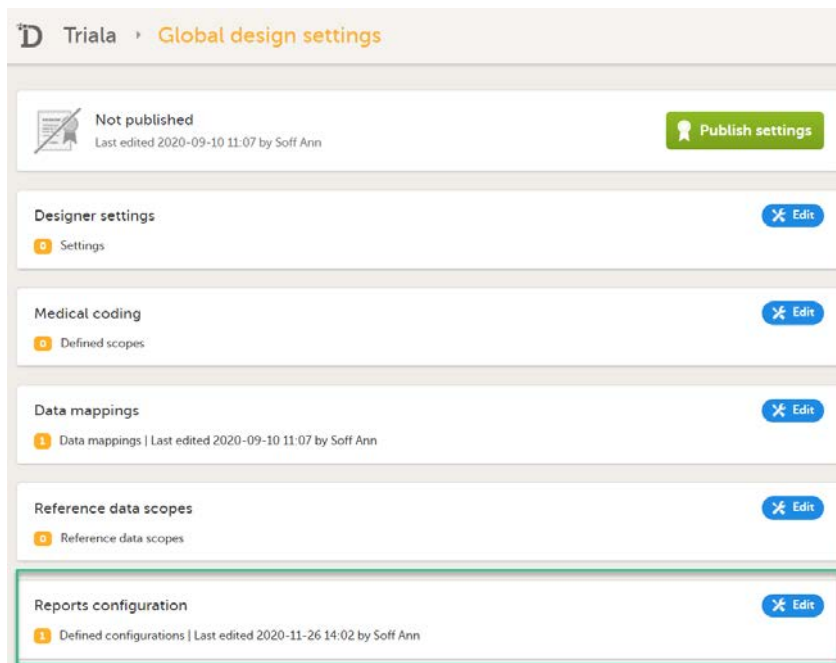 D Triala Global design settings
Not published
Last edited 2020-09-10 11:07 by Soff Ann
Publish settings
Designer settings
Edit
0 Settings
Medical coding
Edit
0 Defined scopes
Data mappings
Edit
1 Data mappings | Last edited 2020-09-10 11:07 by Soff Ann
Reference data scopes
Edit
0 Reference data scopes
Reports configuration
Edit
1 Defined configurations | Last edited 2020-11-26 14:02 by Soff Ann